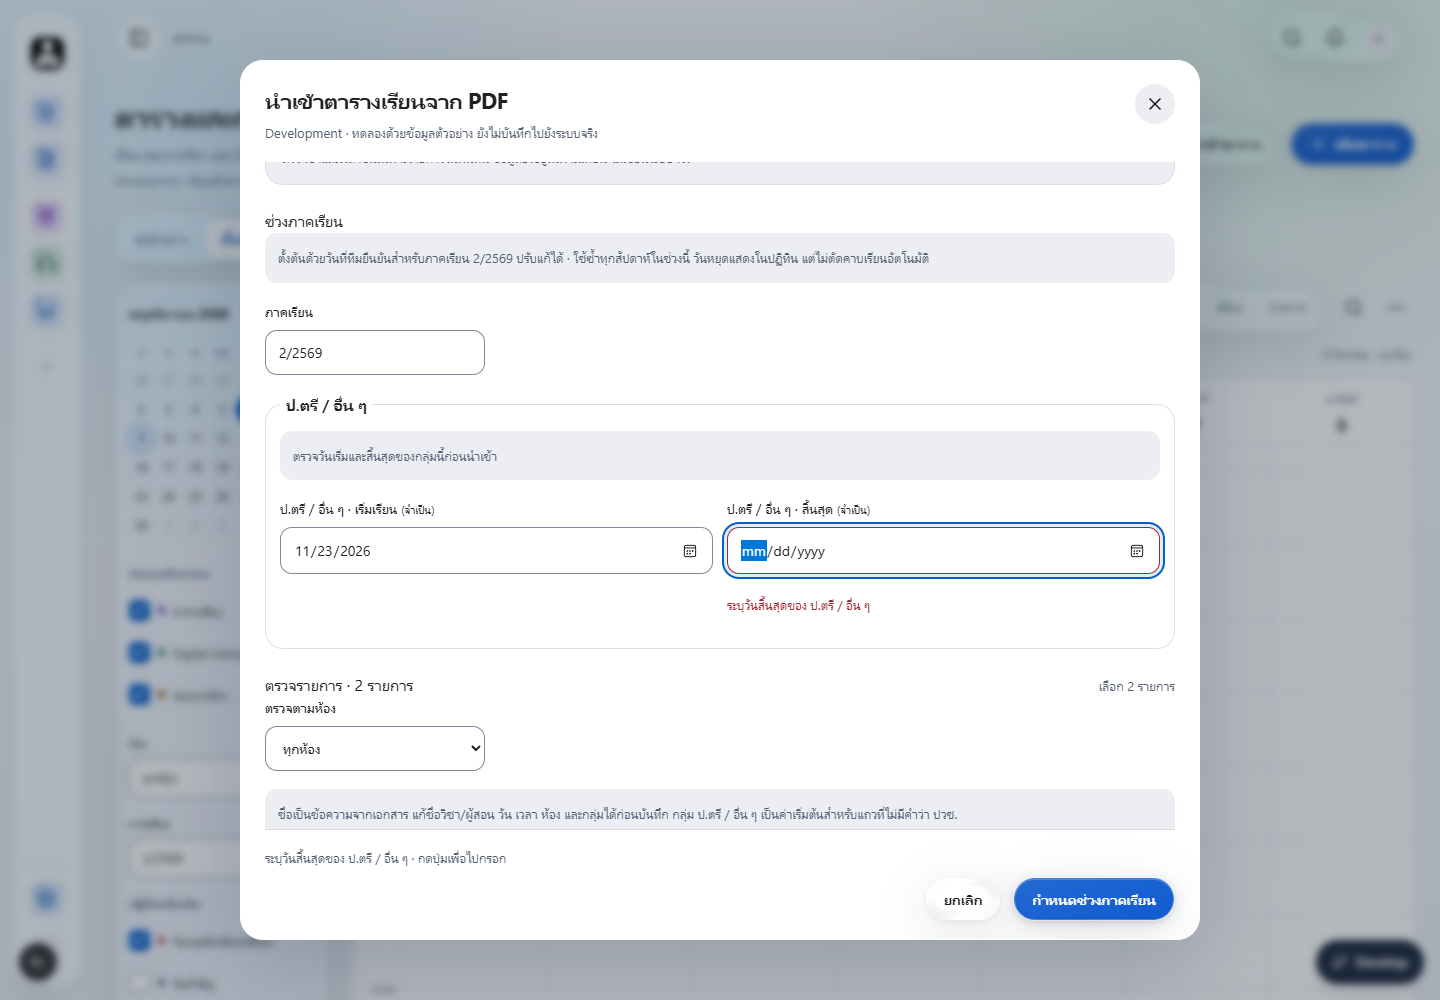 นำเข้าตารางเรียนจาก PDF
Development · ทดลองด้วยข้อมูลตัวอย่าง ยังไม่บันทึกไปยังระบบจริง
ช่วงภาคเรียน
ตั้งต้นด้วยวันที่ทีมยืนยันสำหรับภาคเรียน 2/2569 ปรับแก้ได้ · ใช้ซ้ำทุกสัปดาห์ในช่วงนี้ วันหยุดแสดงในปฏิทิน แต่ไม่ตัดคาบเรียนอัตโนมัติ
ภาคเรียน
2/2569
ป.ตรี / อื่น ๆ
ตรวจวันเริ่มและสิ้นสุดของกลุ่มนี้ก่อนนำเข้า
ป.ตรี / อื่น ๆ · เริ่มเรียน (จำเป็น)
ป.ตรี / อื่น ๆ · สิ้นสุด (จำเป็น)
11/23/2026
mm/dd/yyyy
ระบุวันสิ้นสุดของ ป.ตรี / อื่น ๆ
ตรวจรายการ · 2 รายการ
เลือก 2 รายการ
ตรวจตามห้อง
ทุกห้อง
ชื่อเป็นข้อความจากเอกสาร แก้ชื่อวิชา/ผู้สอน วัน เวลา ห้อง และกลุ่มได้ก่อนบันทึก กลุ่ม ป.ตรี / อื่น ๆ เป็นค่าเริ่มต้นสำหรับแถวที่ไม่มีคำว่า ปวช.
ระบุวันสิ้นสุดของ ป.ตรี / อื่น ๆ · กดปุ่มเพื่อไปกรอก
ยกเลิก
กำหนดช่วงภาคเรียน